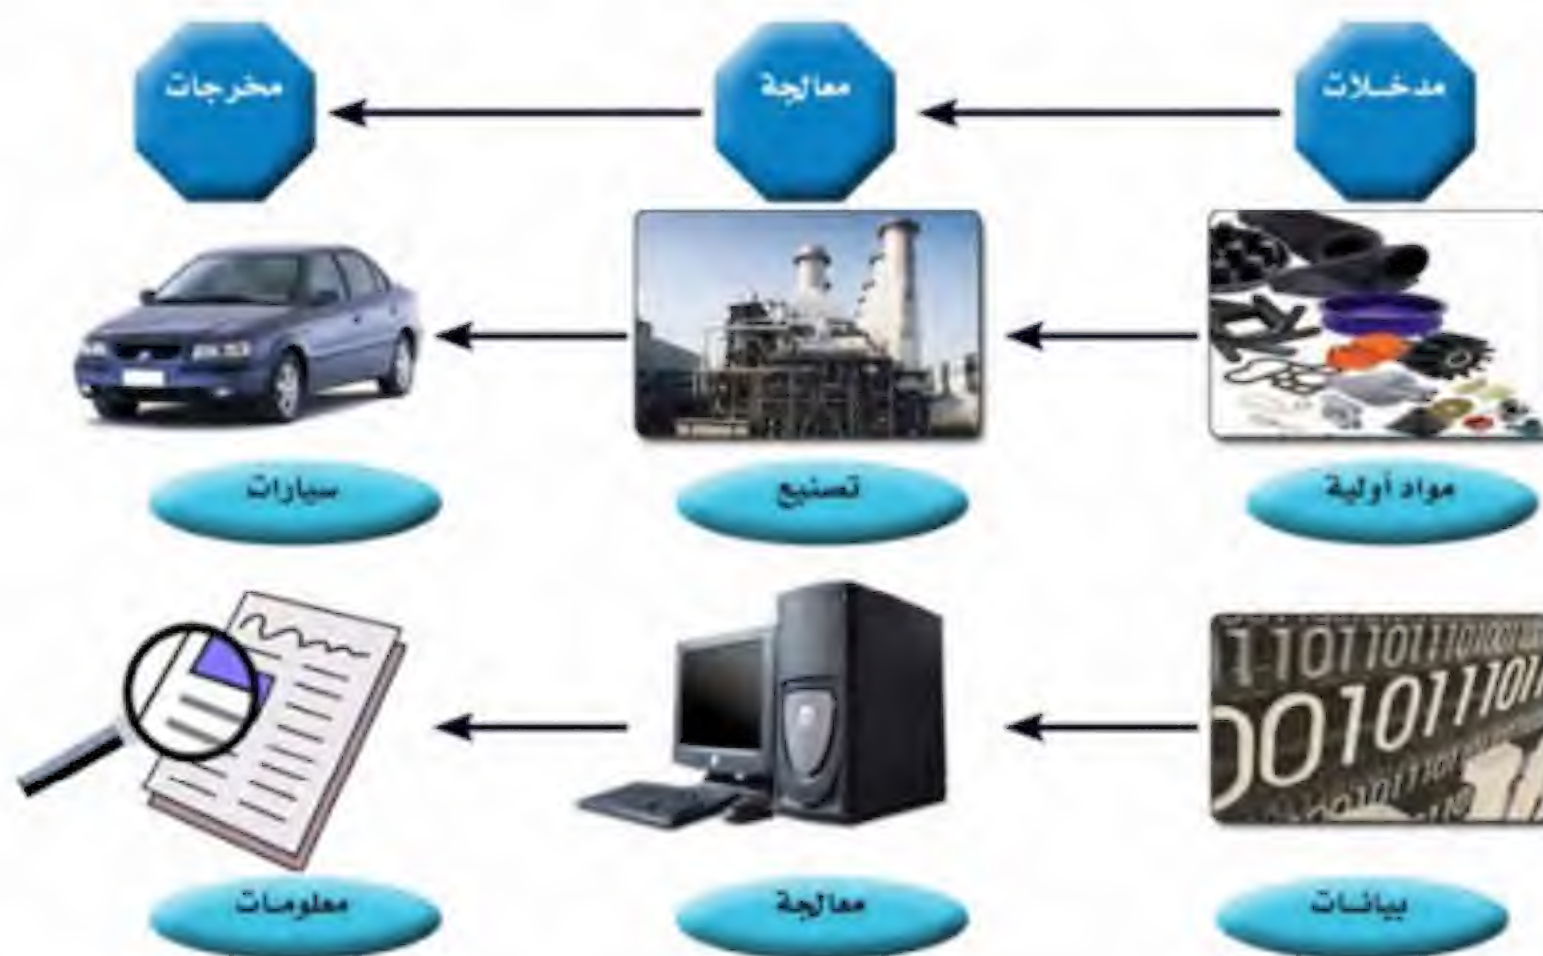 مدخلات
معالجة
مخرجات
مواد أولية
تصنيع
سيارات
بيانات
معالجة
معلومات